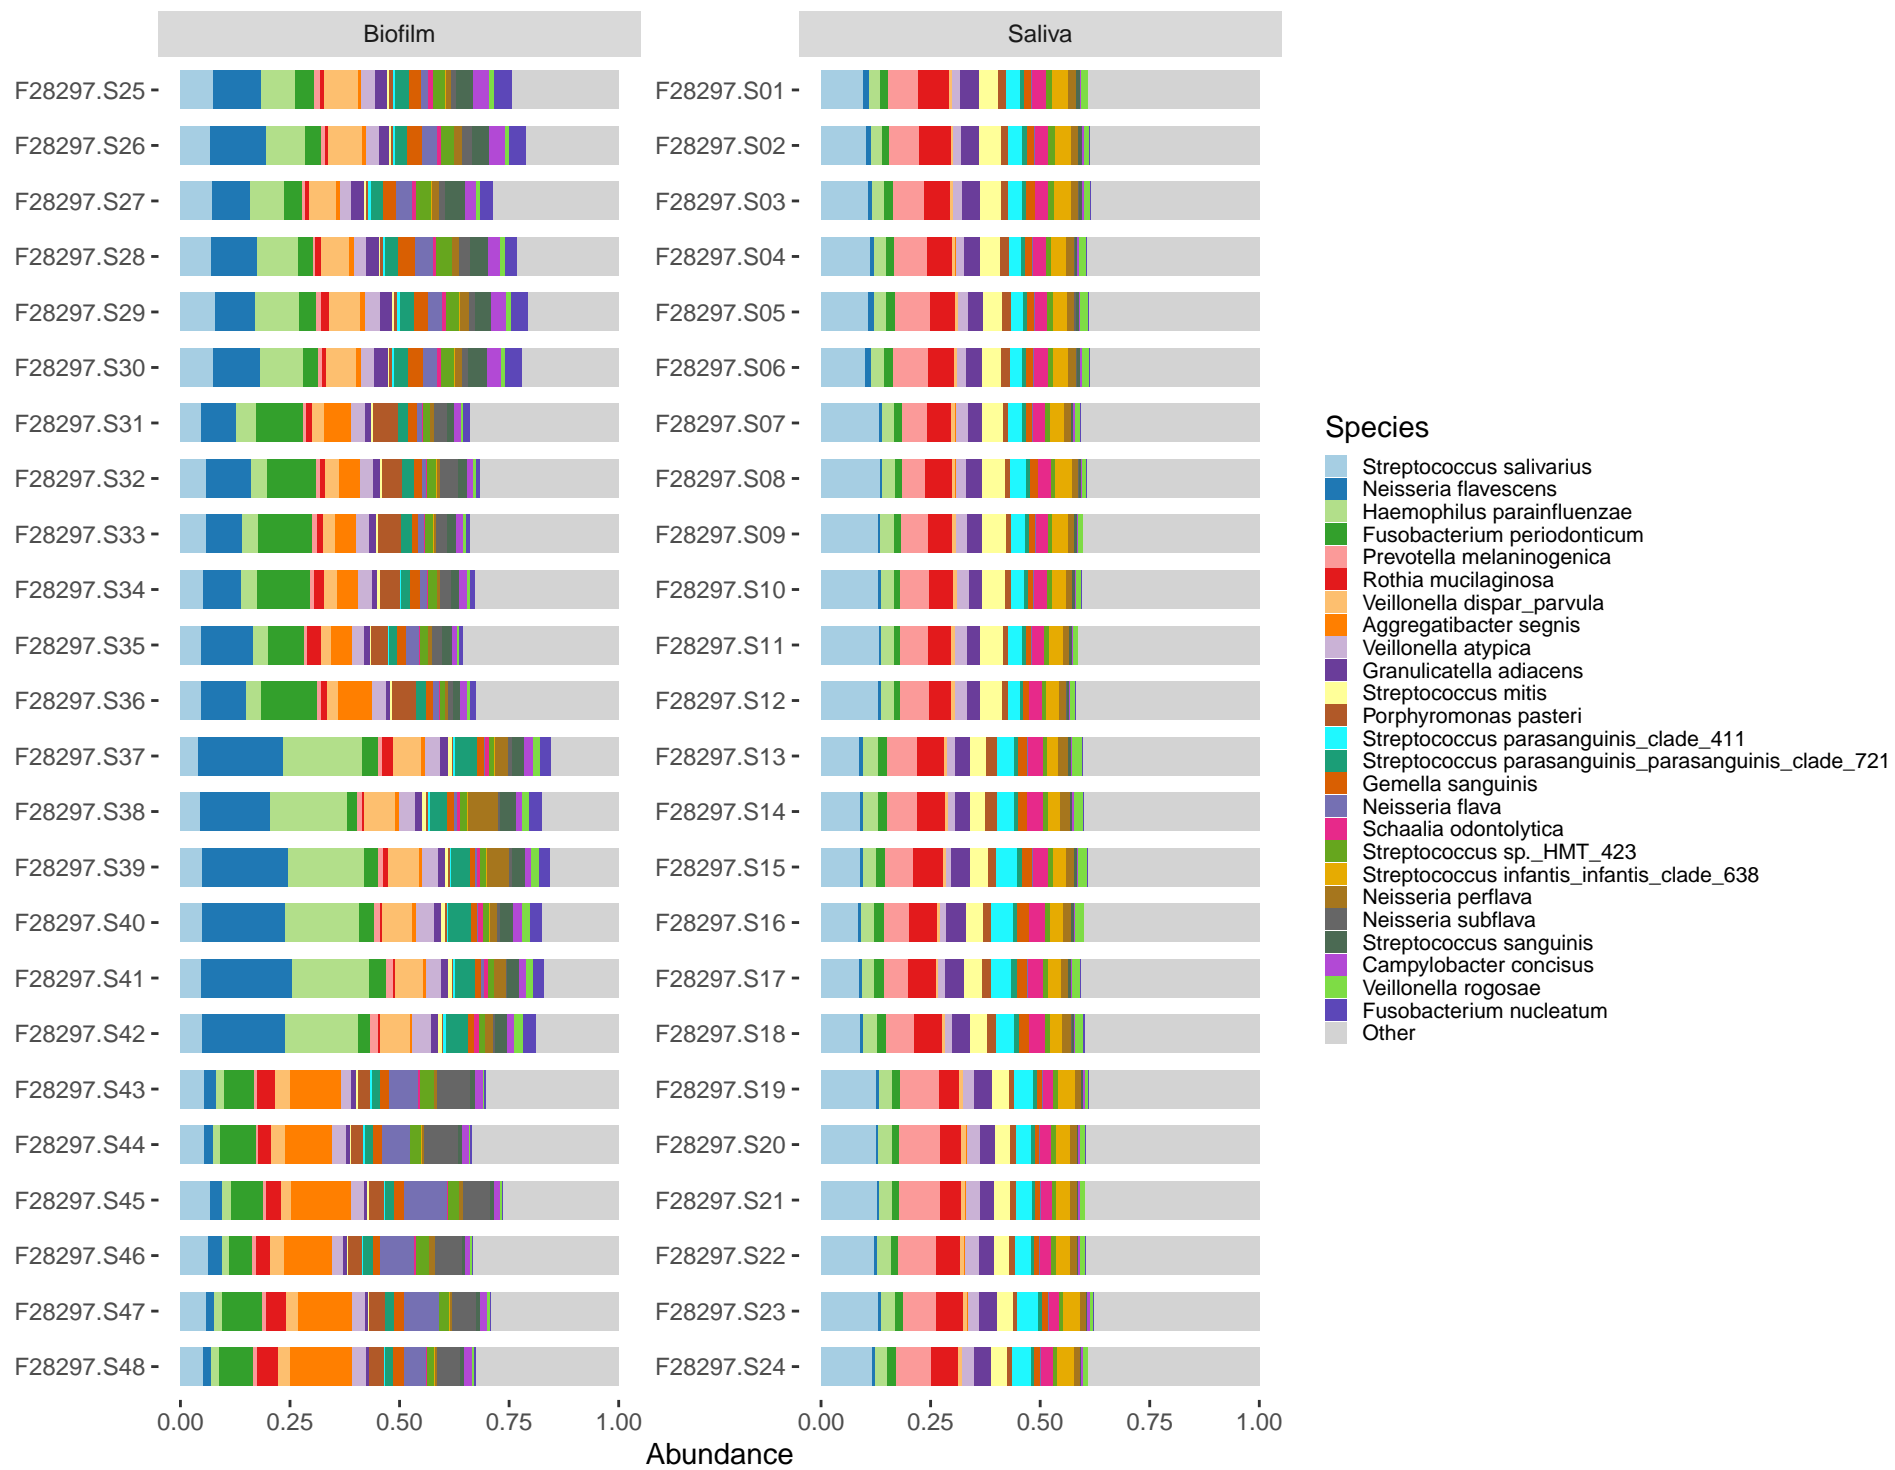 Biofilm
Saliva
F28297.S25
F28297.S26
F28297.S27
F28297.S28
F28297.S29
F28297.S30
F28297.S31
F28297.S32
F28297.S33
F28297.S34
F28297.S35
F28297.S36
F28297.S37
F28297.S38
F28297.S39
F28297.S40
F28297.S41
F28297.S42
F28297.S43
F28297.S44
F28297.S45
F28297.S46
F28297.S47
F28297.S48
0.00 0.25 0.50 0.75 1.00
F28297.S01
F28297.S02
F28297.S03
F28297.S04
F28297.S05
F28297.S06
F28297.S07
F28297.S08
F28297.S09
F28297.S10
F28297.S11
F28297.S12
F28297.S13
F28297.S14
F28297.S15
F28297.S16
F28297.S17
F28297.S18
F28297.S19
F28297.S20
F28297.S21
F28297.S22
F28297.S23
F28297.S24
0.00 0.25 0.50 0.75 1.00
Abundance
Species
Streptococcus salivarius
Neisseria flavescens
Haemophilus parainfluenzae
Fusobacterium periodonticum
Prevotella melaninogenica
Rothia mucilaginosa
Veillonella dispar_parvula
Aggregatibacter segnis
Veillonella atypica
Granulicatella adiacens
Streptococcus mitis
Porphyromonas pasteri
Streptococcus parasanguinis_clade_411
Streptococcus parasanguinis_parasanguinis_clade_721
Gemella sanguinis
Neisseria flava
Schaalia odontolytica
Streptococcus sp._HMT_423
Streptococcus infantis_infantis_clade_638
Neisseria perflava
Neisseria subflava
Streptococcus sanguinis
Campylobacter concisus
Veillonella rogosae
Fusobacterium nucleatum
Other